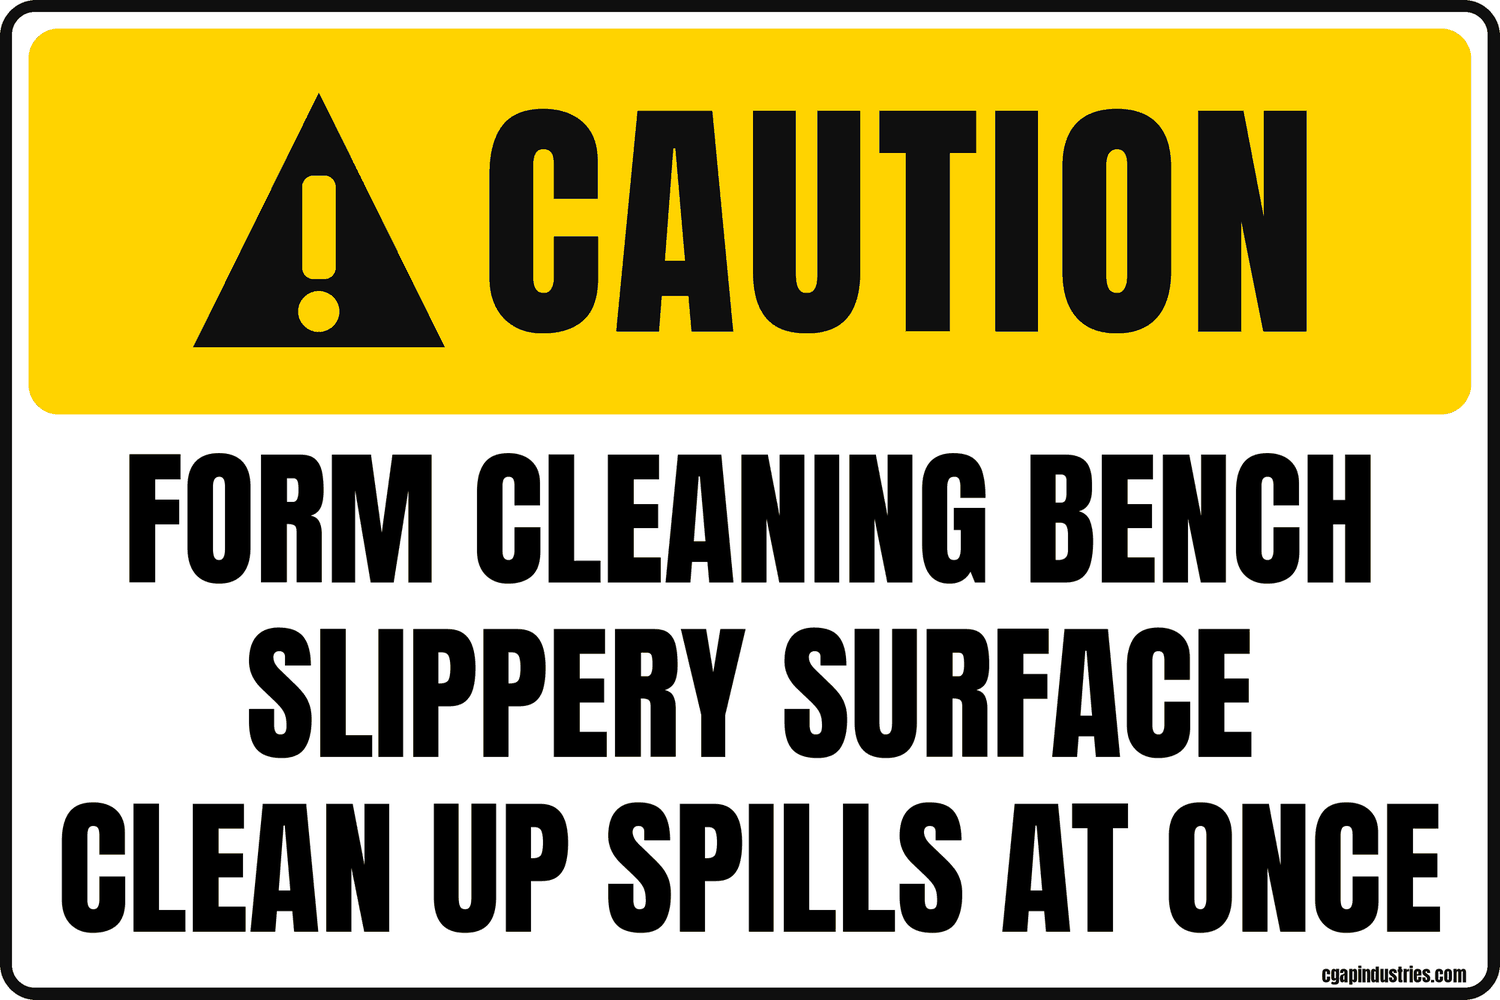 CAUTION
FORM CLEANING BENCH
SLIPPERY SURFACE
CLEAN UP SPILLS AT ONCE
cgapindustries.com